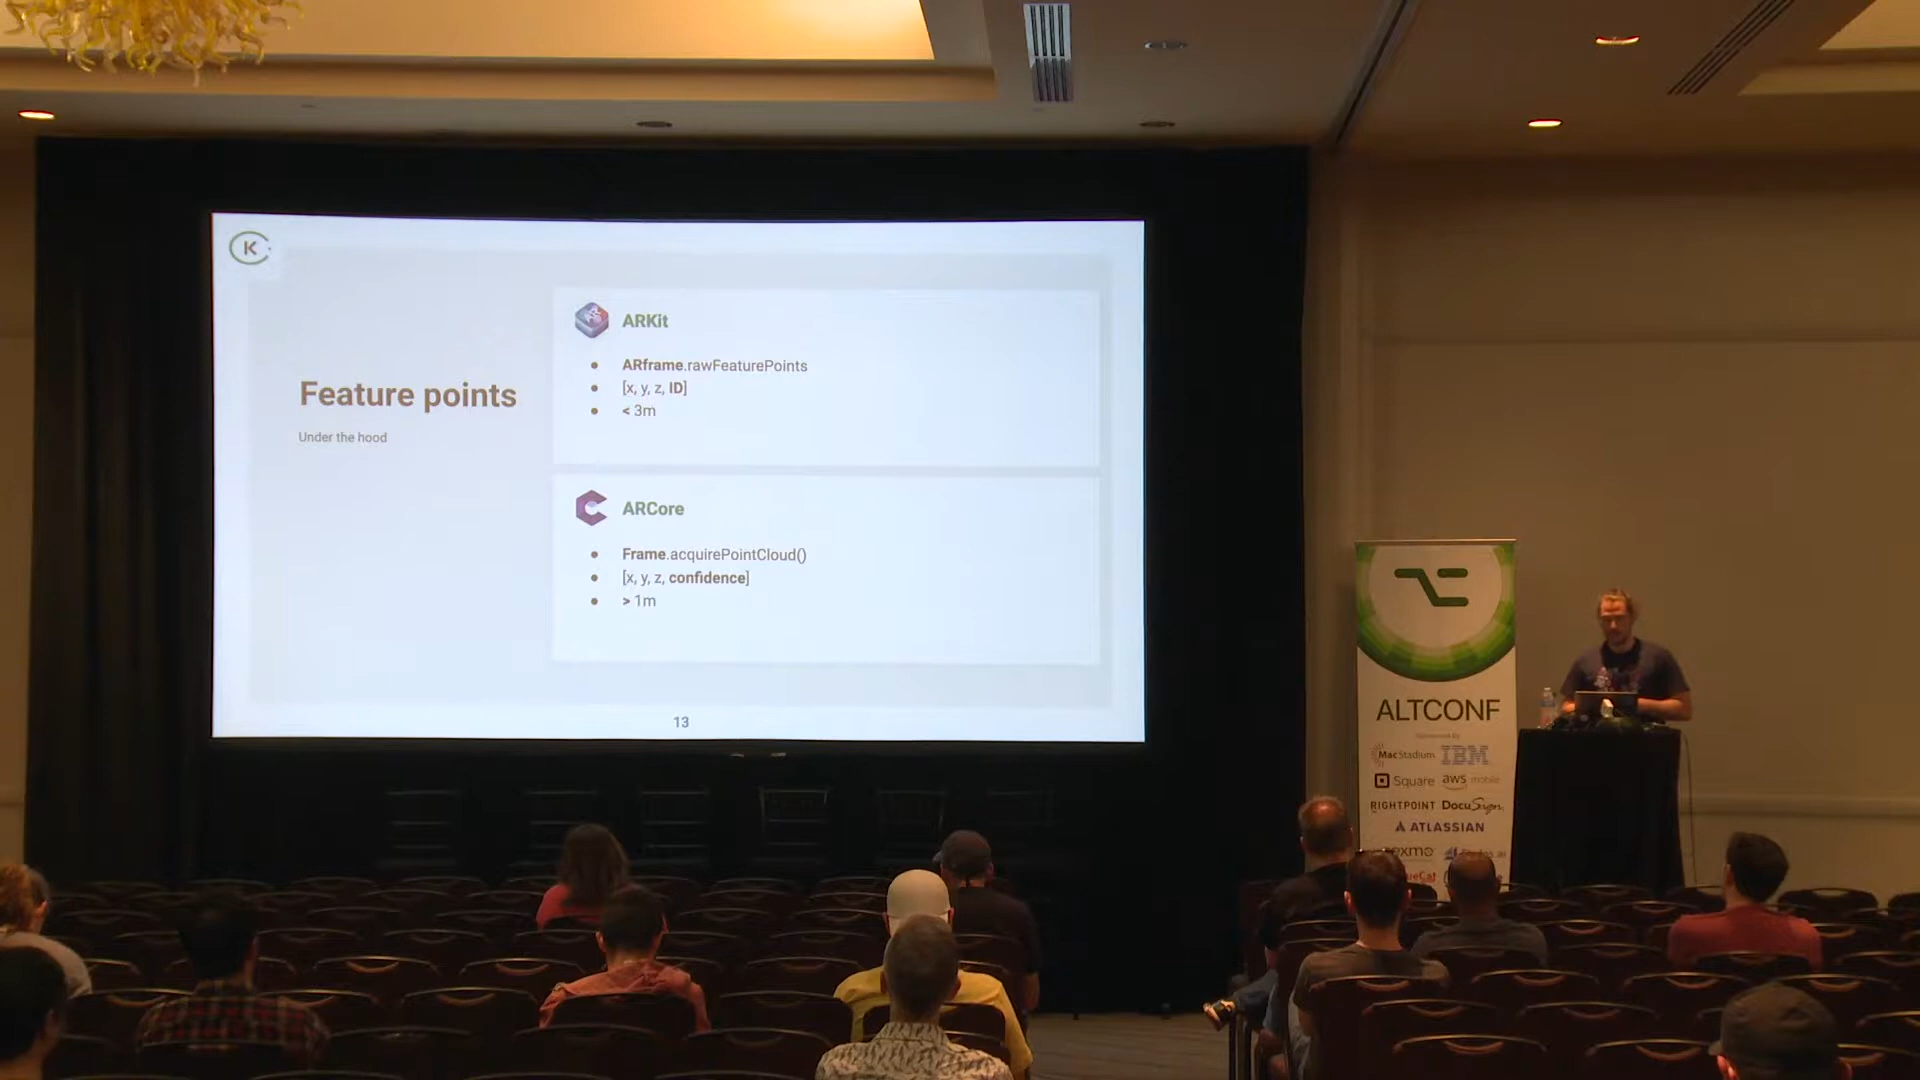 K
Feature points
Under the hood
ARKit
ARframe.rawFeaturePoints
[x, y, z, ID]
< 3m
ARCore
Frame.acquirePointCloud()
[x, y, z, confidence]
> 1m
13
ALTCONF
MacStadium IBM
Square aws mobile
RIGHTPOINT DocuSign
ATLASSIAN